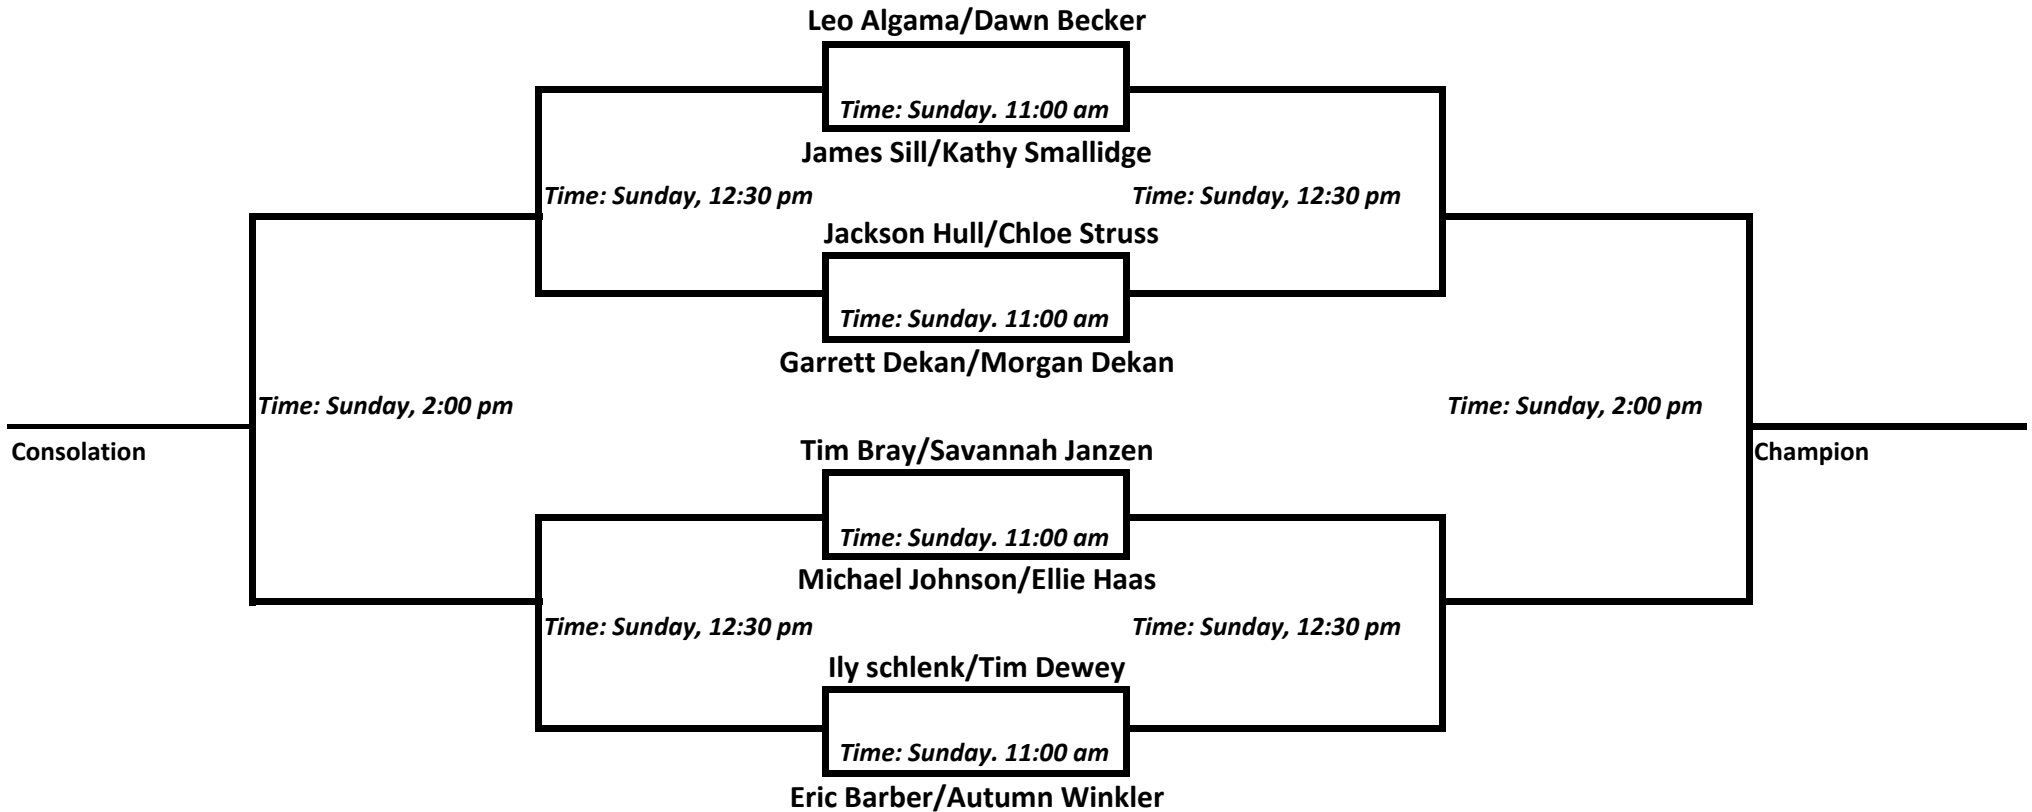 Leo Algama/Dawn Becker
Time: Sunday. 11:00 am
James Sill/Kathy Smallidge
Time: Sunday, 12:30 pm
Time: Sunday, 12:30 pm
Jackson Hull/Chloe Struss
Time: Sunday. 11:00 am
Garrett Dekan/Morgan Dekan
Time: Sunday, 2:00 pm
Time: Sunday, 2:00 pm
Consolation
Tim Bray/Savannah Janzen
Champion
Time: Sunday. 11:00 am
Michael Johnson/Ellie Haas
Time: Sunday, 12:30 pm
Time: Sunday, 12:30 pm
Ily schlenk/Tim Dewey
Time: Sunday. 11:00 am
Eric Barber/Autumn Winkler